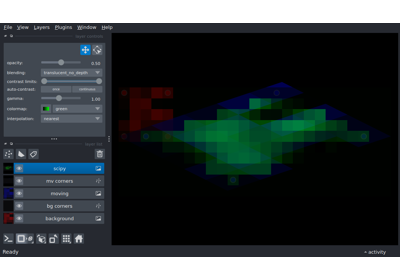 File View Layers Plugins Window Help
opacity: 0.50
blending: translucent_no_depth
contrast limits:
auto-contrast: once continuous
gamma: 1.00
colormap: green
interpolation: nearest
scipy
mv corners
moving
bg corners
background
Ready
activity